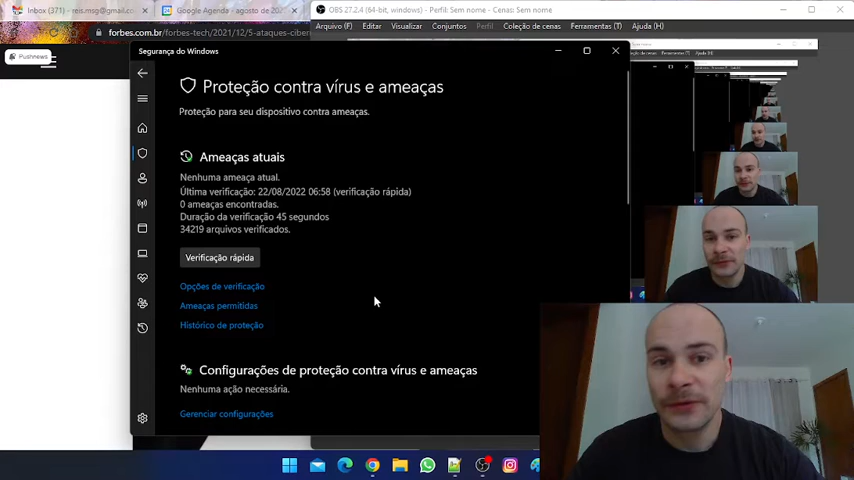 Inbox (371) - reis.msg@gmail.co
Google Agenda - agosto de 20
OBS 27.2.4 (64-bit, windows) - Perfil: Sem nome - Cenas: Sem nome
forbes.com.br/forbes-tech/2021/12/5-ataques-ciber
Arquivo (F)
Editar
Visualizar
Conjuntos
Perfil
Coleção de cenas
Ferramentas (T)
Ajuda (H)
Pushnews
Segurança do Windows
Proteção contra vírus e ameaças
Proteção para seu dispositivo contra ameaças.
Ameaças atuais
Nenhuma ameaça atual.
Última verificação: 22/08/2022 06:58 (verificação rápida)
0 ameaças encontradas.
Duração da verificação 45 segundos
34219 arquivos verificados.
Verificação rápida
Opções de verificação
Ameaças permitidas
Histórico de proteção
Configurações de proteção contra vírus e ameaças
Nenhuma ação necessária.
Gerenciar configurações